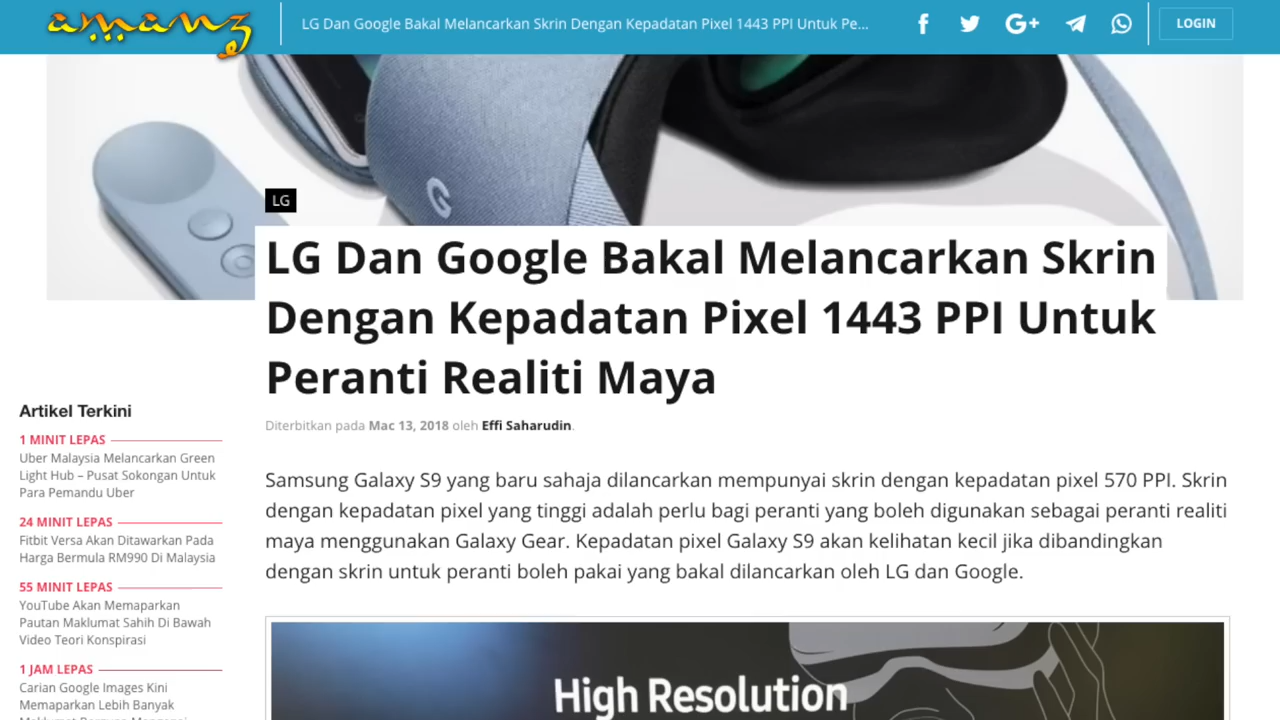 amanz
LG Dan Google Bakal Melancarkan Skrin Dengan Kepadatan Pixel 1443 PPI Untuk Pe...
G+
LOGIN
G
LG
LG Dan Google Bakal Melancarkan Skrin
Dengan Kepadatan Pixel 1443 PPI Untuk
Peranti Realiti Maya
Diterbitkan pada Mac 13, 2018 oleh Effi Saharudin.
Artikel Terkini
1 MINIT LEPAS
Uber Malaysia Melancarkan Green
Light Hub – Pusat Sokongan Untuk
Para Pemandu Uber
24 MINIT LEPAS
Fitbit Versa Akan Ditawarkan Pada
Harga Bermula RM990 Di Malaysia
55 MINIT LEPAS
YouTube Akan Memaparkan
Pautan Maklumat Sahih Di Bawah
Video Teori Konspirasi
1 JAM LEPAS
Carian Google Images Kini
Memaparkan Lebih Banyak
Samsung Galaxy S9 yang baru sahaja dilancarkan mempunyai skrin dengan kepadatan pixel 570 PPI. Skrin
dengan kepadatan pixel yang tinggi adalah perlu bagi peranti yang boleh digunakan sebagai peranti realiti
maya menggunakan Galaxy Gear. Kepadatan pixel Galaxy S9 akan kelihatan kecil jika dibandingkan
dengan skrin untuk peranti boleh pakai yang bakal dilancarkan oleh LG dan Google.
High Resolution